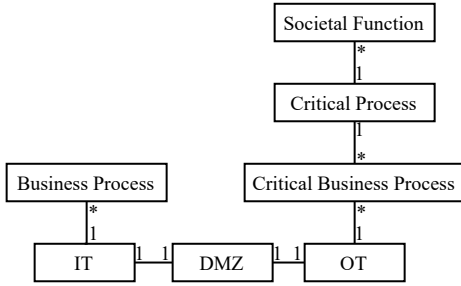 Societal Function
*
1
Critical Process
1
*
Business Process
Critical Business Process
*
*
1
1
IT
1 1
DMZ
1 1
OT